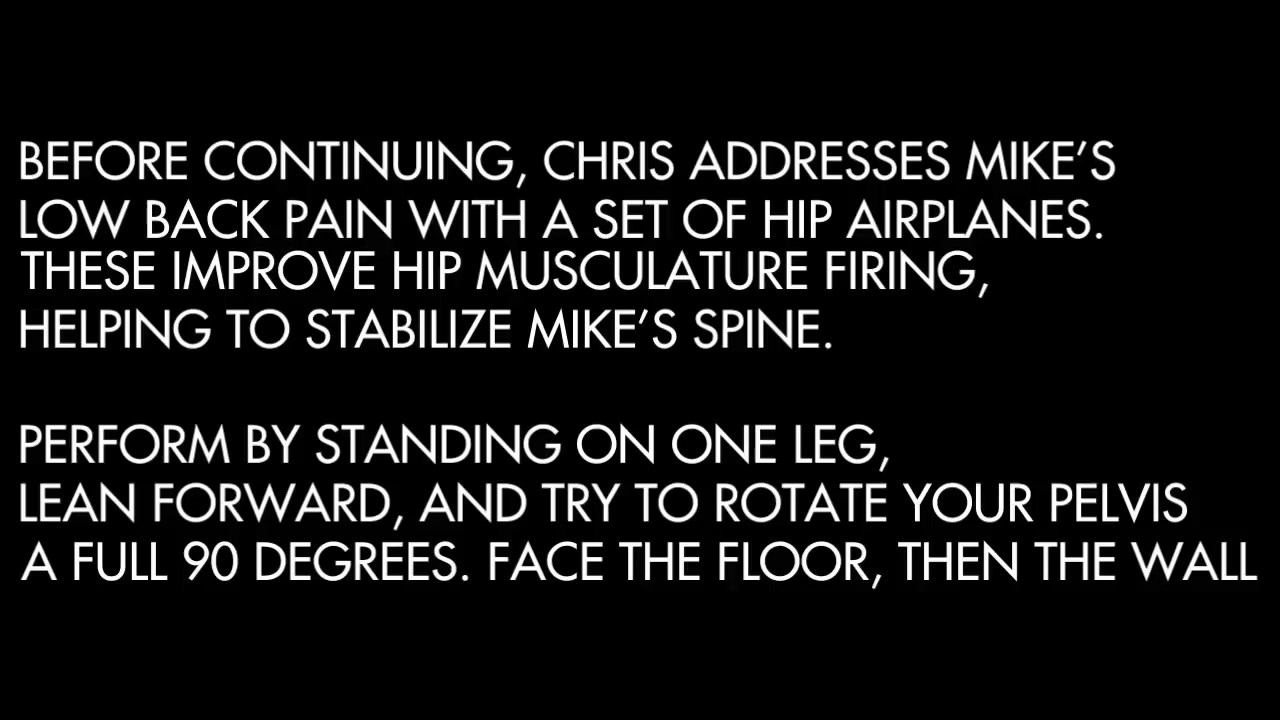 BEFORE CONTINUING, CHRIS ADDRESSES MIKE'S
LOW BACK PAIN WITH A SET OF HIP AIRPLANES.
THESE IMPROVE HIP MUSCULATURE FIRING,
HELPING TO STABILIZE MIKE'S SPINE.
PERFORM BY STANDING ON ONE LEG,
LEAN FORWARD, AND TRY TO ROTATE YOUR PELVIS
A FULL 90 DEGREES. FACE THE FLOOR, THEN THE WALL